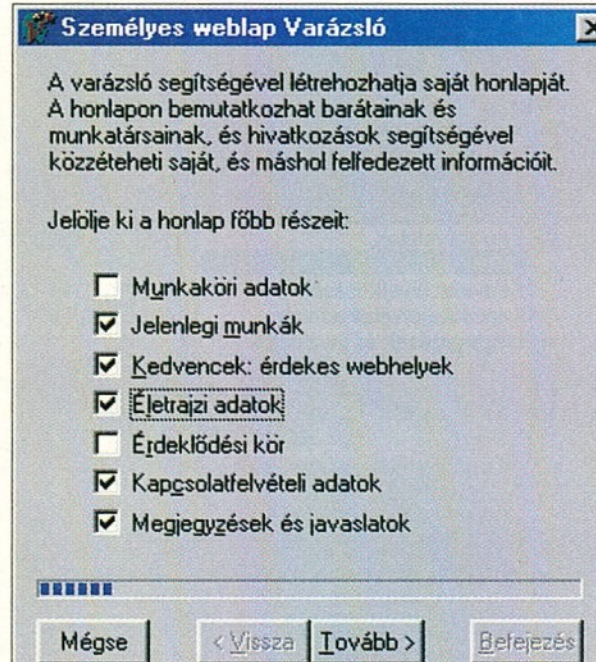 Személyes weblap Varázsló
A varázsló segítségével létrehozhatja saját honlapját.
A honlapon bemutatkozhat barátainak és
munkatársainak, és hivatkozások segítségével
közzéteheti saját, és máshol felfedezett információit.
Jelölje ki a honlap főbb részeit:
Munkaköri adatok
Jelenlegi munkák
Kedvencek: érdekes webhelyek
Életrajzi adatok
Érdeklődési kör
Kapcsolatfelvételi adatok
Megjegyzések és javaslatok
Mégse < Vissza Tovább > Befejezés